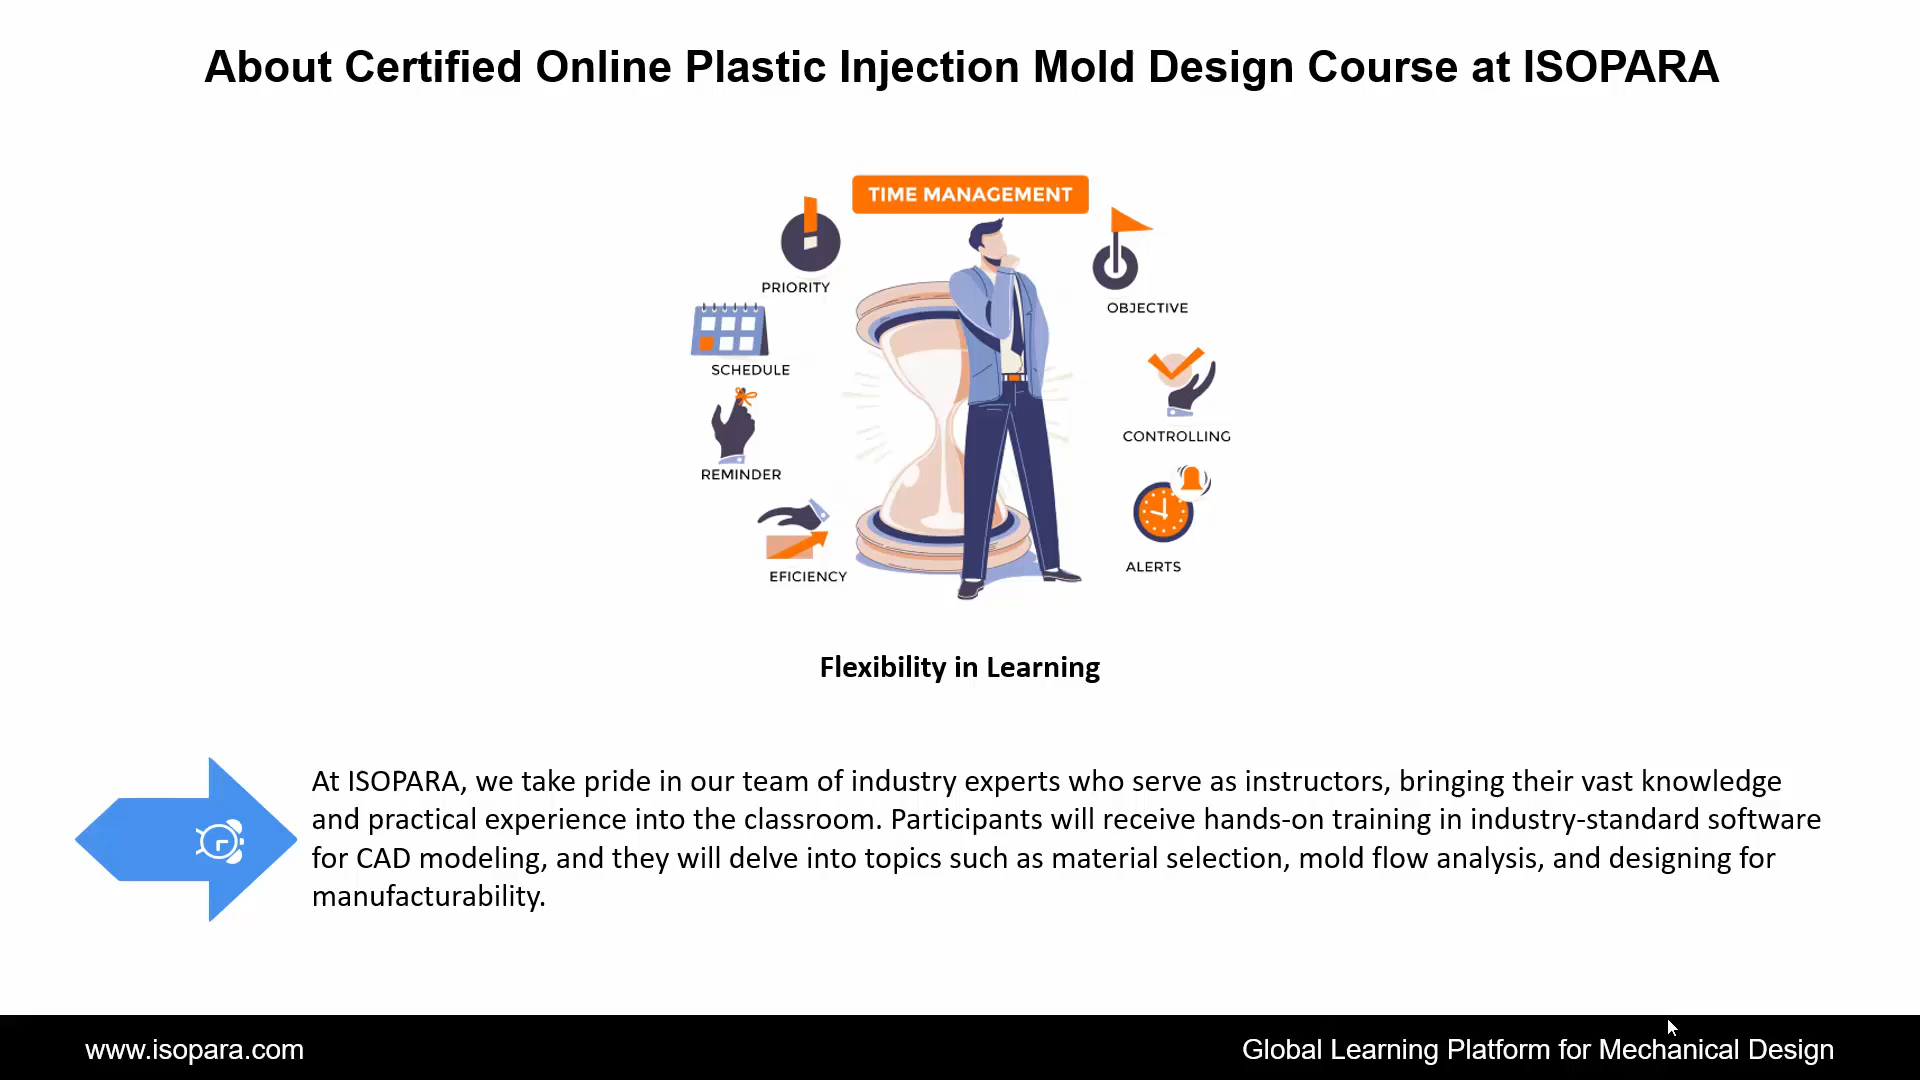 About Certified Online Plastic Injection Mold Design Course at ISOPARA
TIME MANAGEMENT
PRIORITY
OBJECTIVE
SCHEDULE
CONTROLLING
REMINDER
ALERTS
EFICIENCY
Flexibility in Learning
At ISOPARA, we take pride in our team of industry experts who serve as instructors, bringing their vast knowledge
and practical experience into the classroom. Participants will receive hands-on training in industry-standard software
for CAD modeling, and they will delve into topics such as material selection, mold flow analysis, and designing for
manufacturability.
www.isopara.com
Global Learning Platform for Mechanical Design